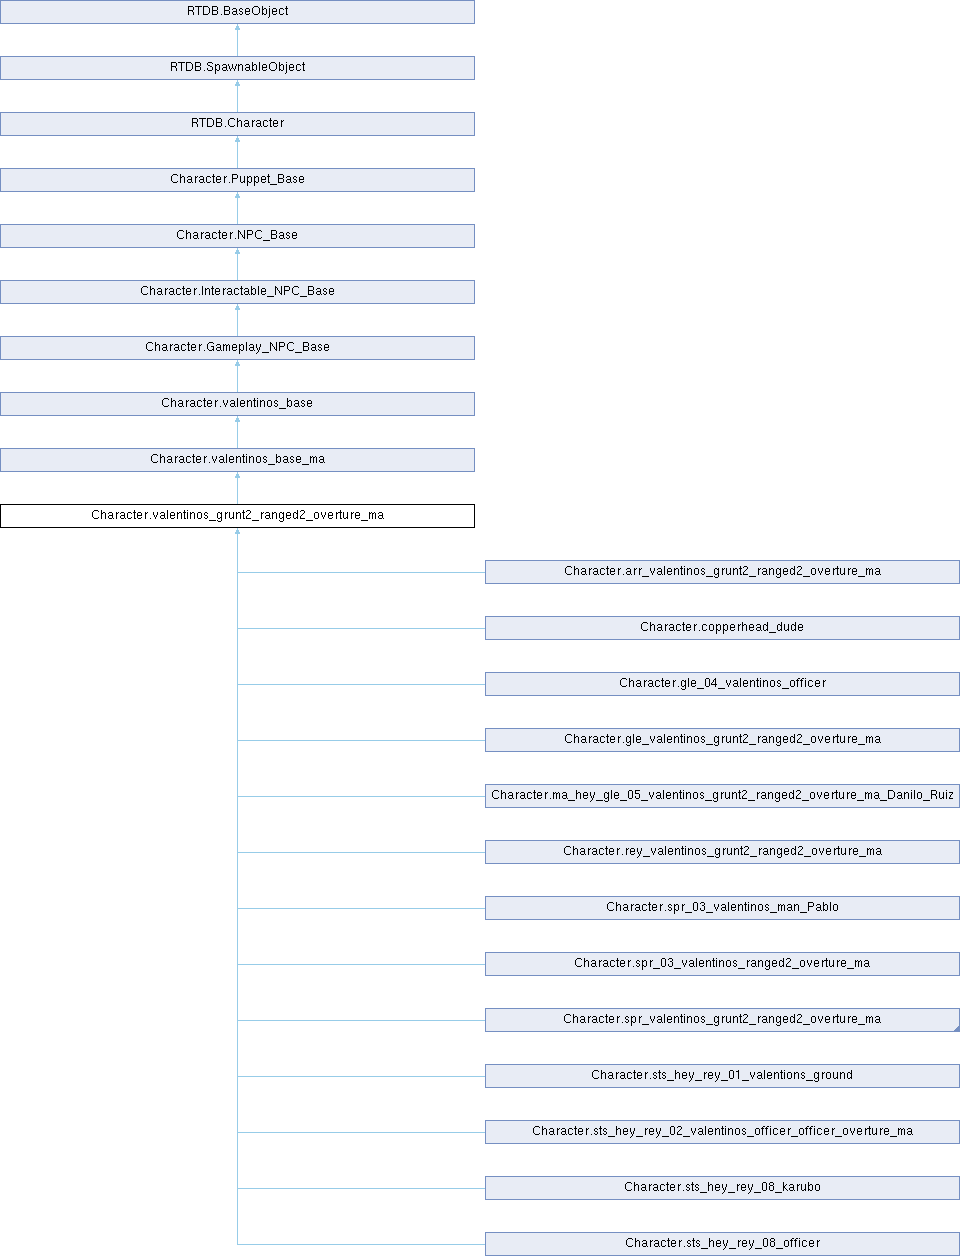 RTDB.BaseObject
RTDB.SpawnableObject
RTDB.Character
Character.Puppet_Base
Character.NPC_Base
Character.Interactable_NPC_Base
Character.Gameplay_NPC_Base
Character.valentinos_base
Character.valentinos_base_ma
Character.valentinos_grunt2_ranged2_overture_ma
Character.arr_valentinos_grunt2_ranged2_overture_ma
Character.copperhead_dude
Character.gle_04_valentinos_officer
Character.gle_valentinos_grunt2_ranged2_overture_ma
Character.ma_hey_gle_05_valentinos_grunt2_ranged2_overture_ma_Danilo_Ruiz
Character.rey_valentinos_grunt2_ranged2_overture_ma
Character.spr_03_valentinos_man_Pablo
Character.spr_03_valentinos_ranged2_overture_ma
Character.spr_valentinos_grunt2_ranged2_overture_ma
Character.sts_hey_rey_01_valentions_ground
Character.sts_hey_rey_02_valentinos_officer_officer_overture_ma
Character.sts_hey_rey_08_karubo
Character.sts_hey_rey_08_officer